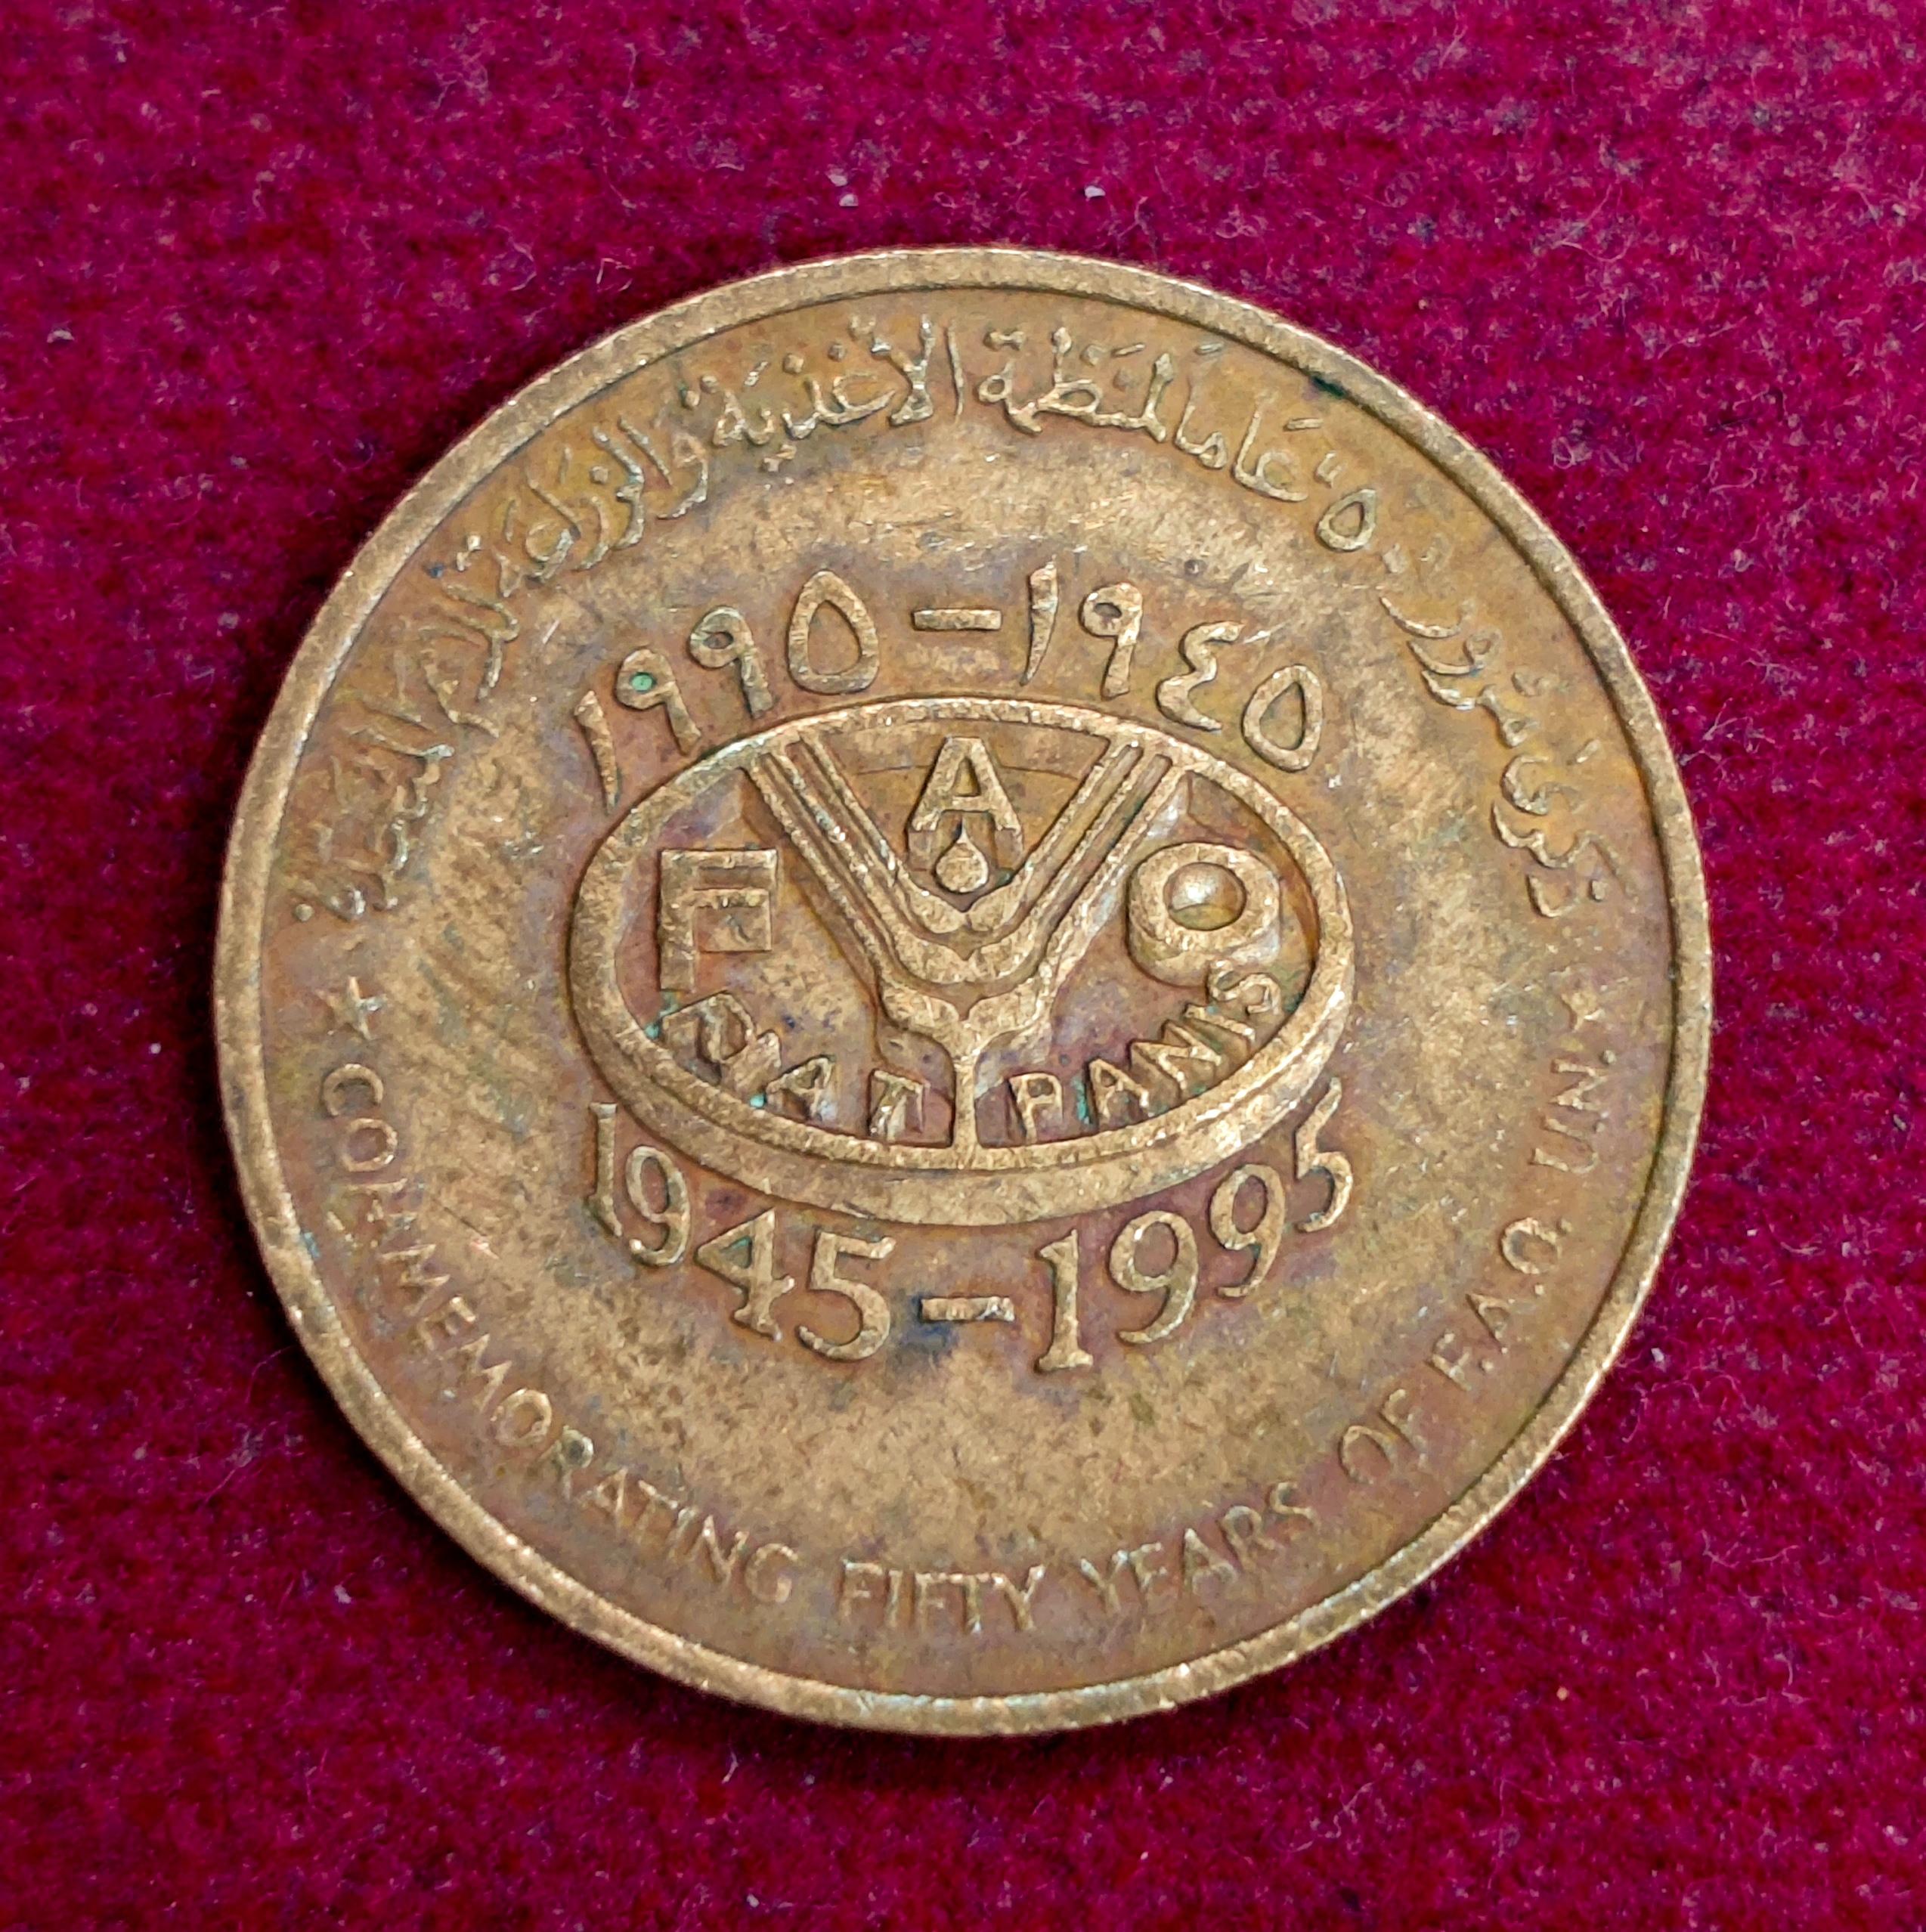 ذكرى مرور ٥٠ عاما لمنظمة الأغذية والزراعة للأمم المتحدة
١٩٤٥ – ١٩٩٥
F A O
FIAT PANIS
1945–1995
★ COMMEMORATING FIFTY YEARS OF F.A.O. U.N. ★